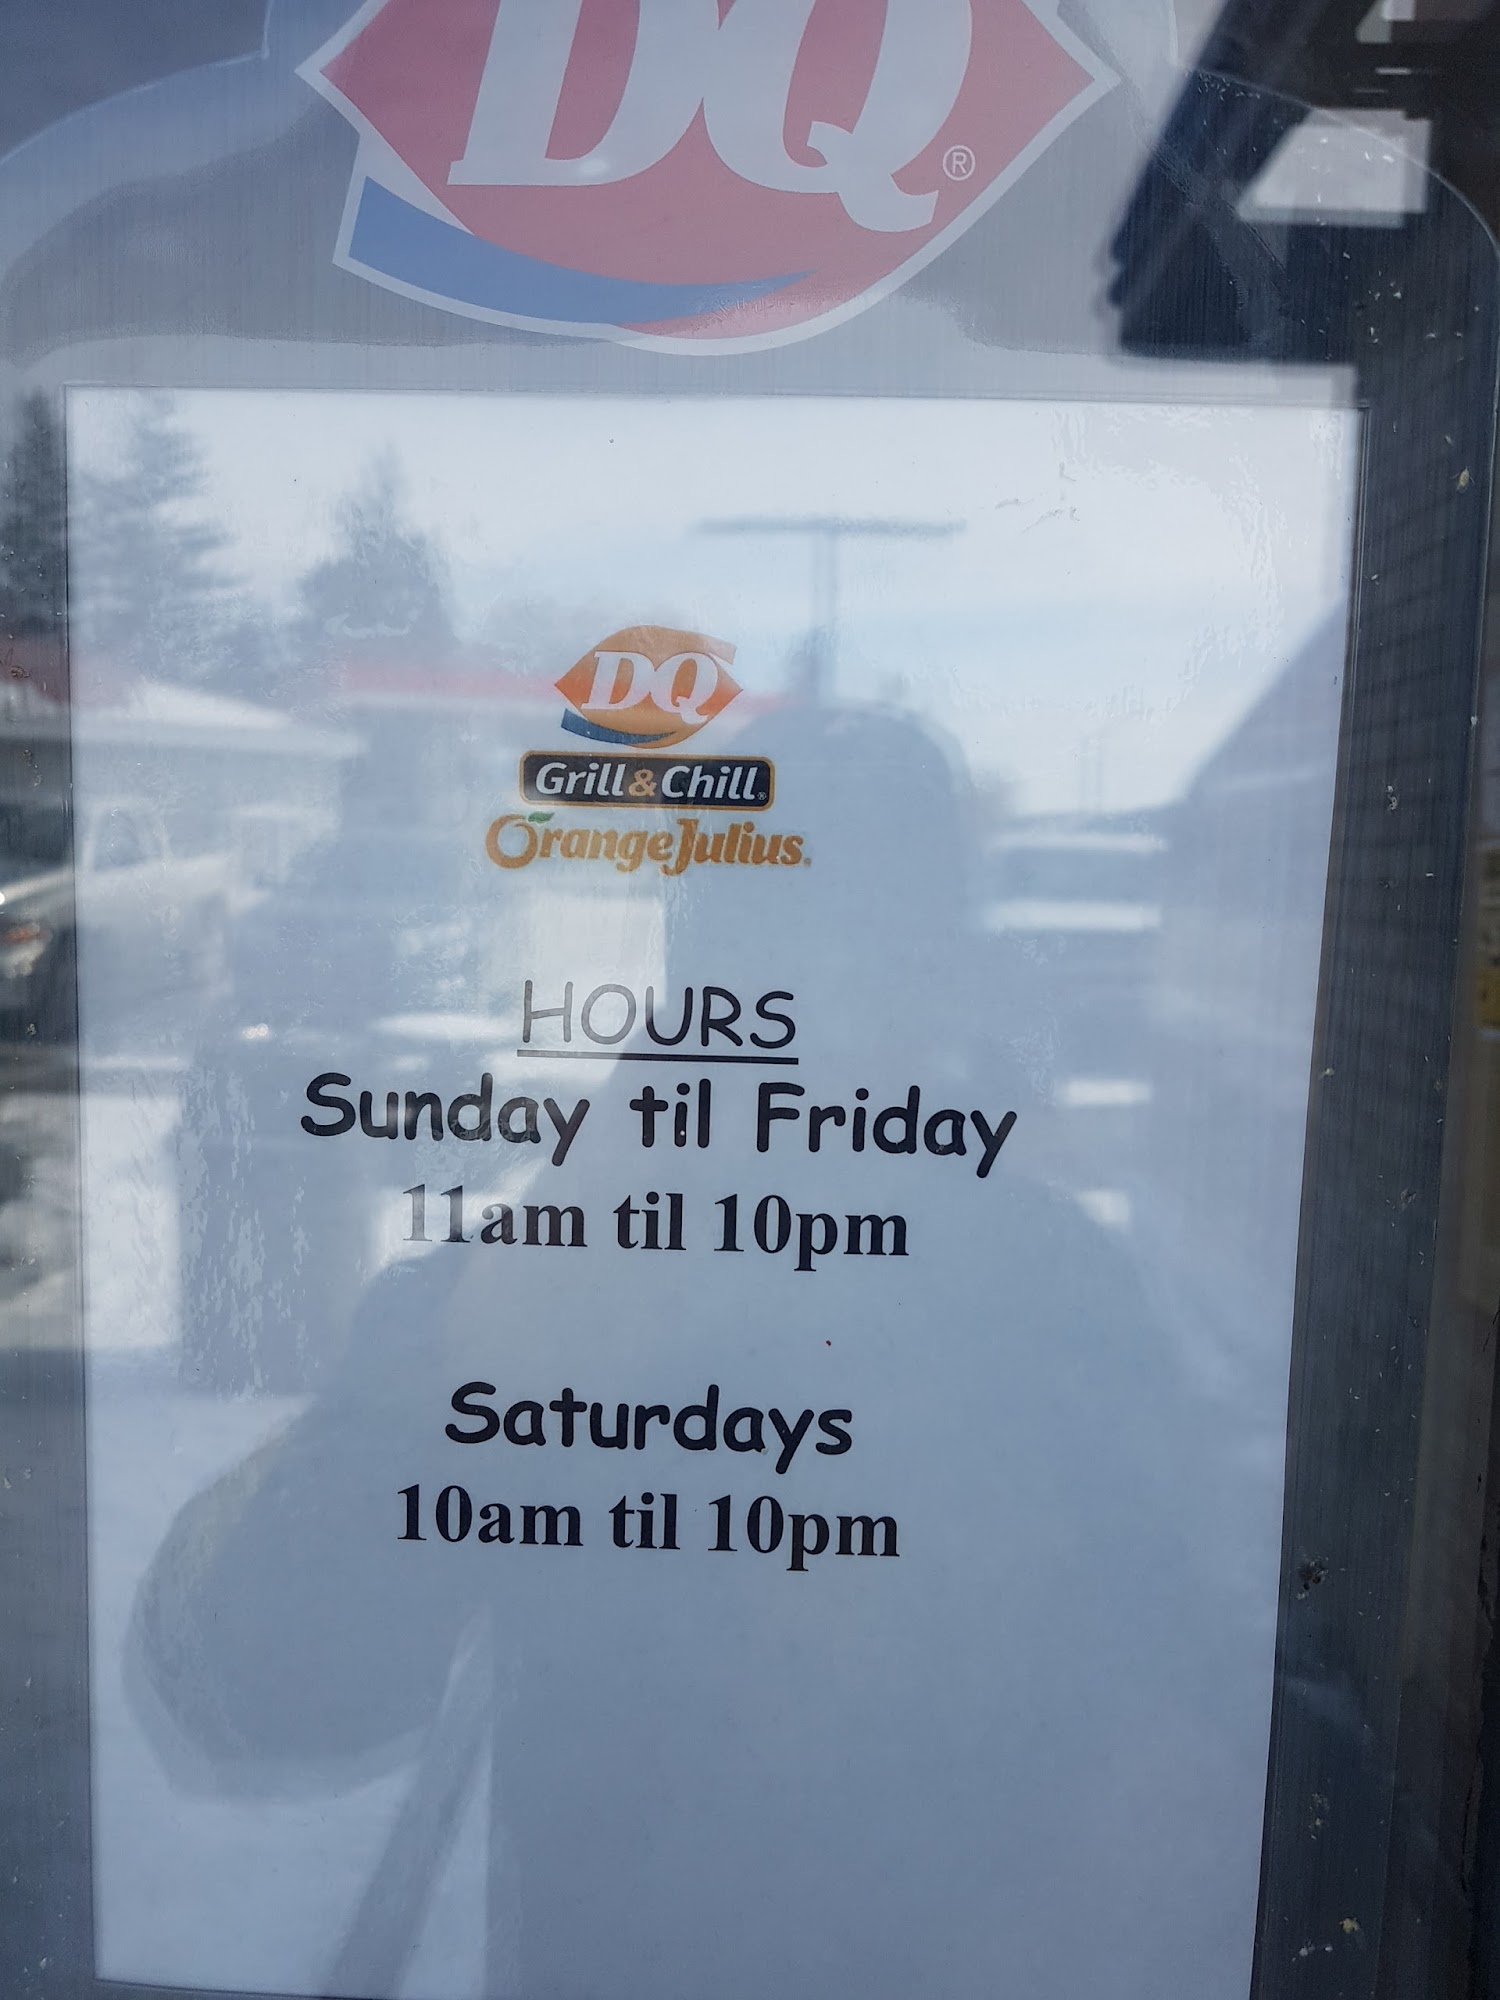 DQ®
DQ
Grill & Chill®
Orange Julius®
HOURS
Sunday til Friday
11am til 10pm
Saturdays
10am til 10pm